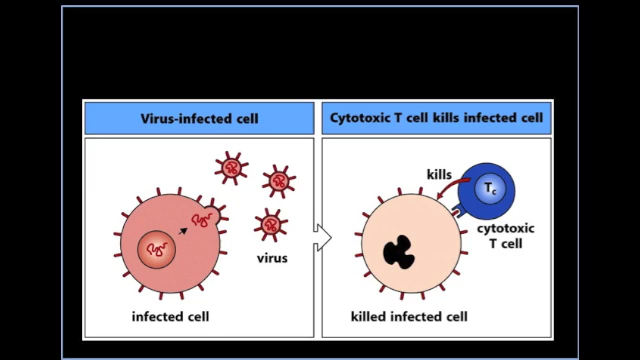 Virus-infected cell
Cytotoxic T cell kills infected cell
virus
infected cell
kills
Tc
cytotoxic
T cell
killed infected cell